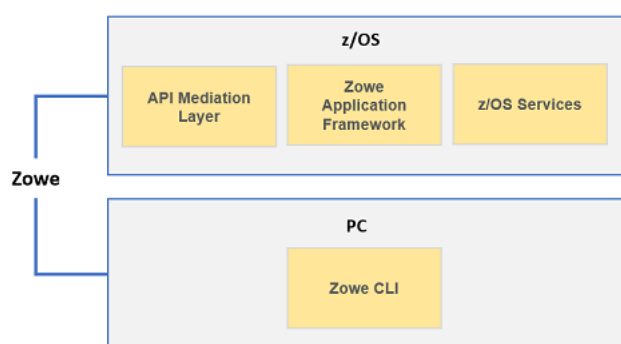 z/OS
API Mediation
Layer
Zowe
Application
Framework
z/OS Services
Zowe
PC
Zowe CLI